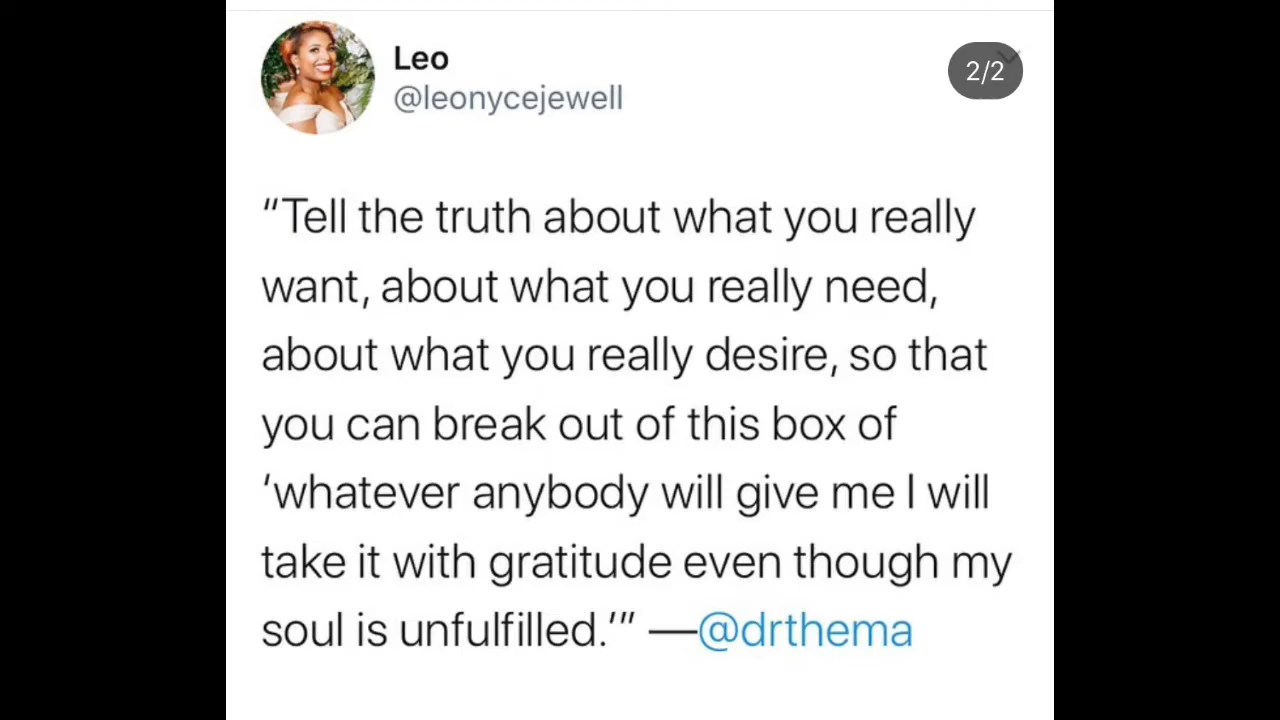 Leo
@leonycejewell
2/2
“Tell the truth about what you really
want, about what you really need,
about what you really desire, so that
you can break out of this box of
‘whatever anybody will give me I will
take it with gratitude even though my
soul is unfulfilled.’” —@drthema